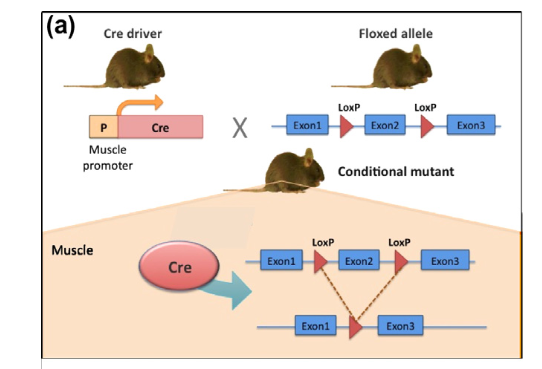 (a)
Cre driver
Floxed allele
LoxP LoxP
P Cre X Exon1 Exon2 Exon3
Muscle
promoter
Conditional mutant
Muscle
LoxP LoxP
Cre Exon1 Exon2 Exon3
Exon1 Exon3